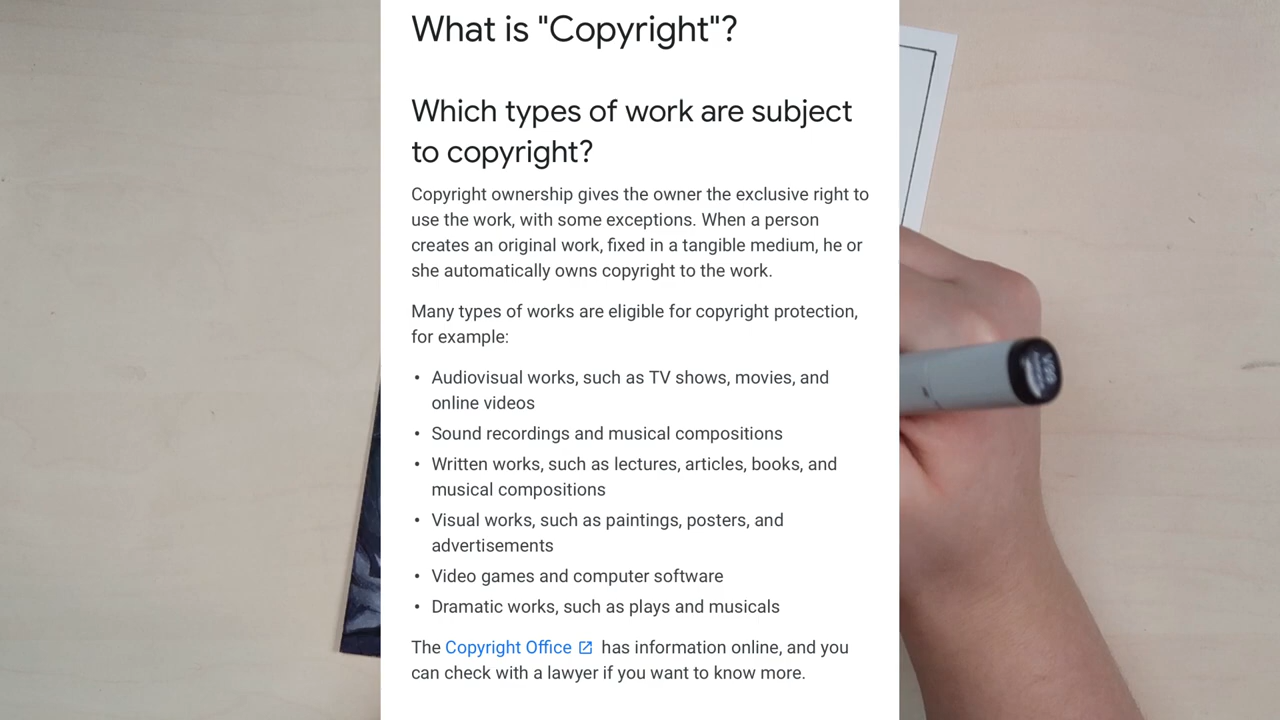 What is "Copyright"?
Which types of work are subject
to copyright?
Copyright ownership gives the owner the exclusive right to
use the work, with some exceptions. When a person
creates an original work, fixed in a tangible medium, he or
she automatically owns copyright to the work.
Many types of works are eligible for copyright protection,
for example:
• Audiovisual works, such as TV shows, movies, and
online videos
• Sound recordings and musical compositions
• Written works, such as lectures, articles, books, and
musical compositions
• Visual works, such as paintings, posters, and
advertisements
• Video games and computer software
• Dramatic works, such as plays and musicals
The Copyright Office has information online, and you
can check with a lawyer if you want to know more.